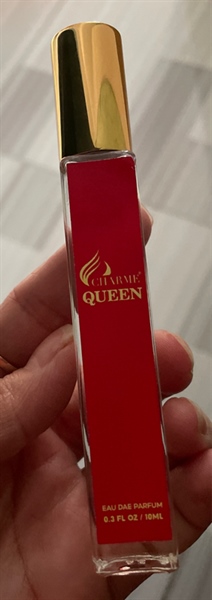 CHARME®
QUEEN
EAU DAE PARFUM
0.3 FL OZ / 10ML